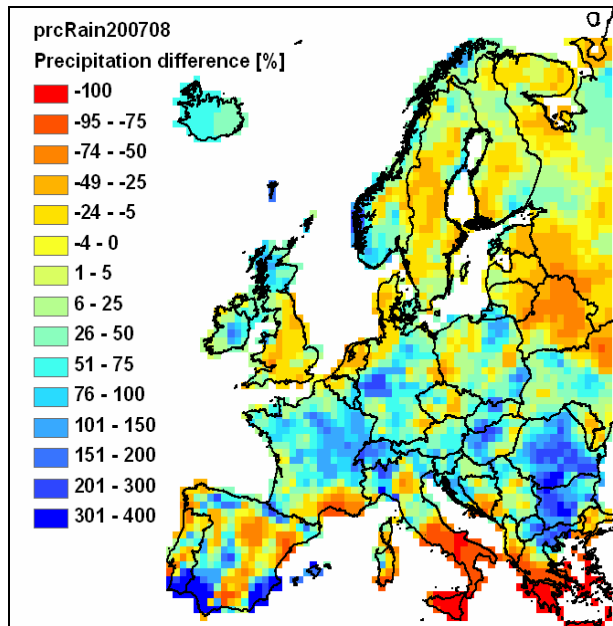 prcRain200708
Precipitation difference [%]
-100
-95 - -75
-74 - -50
-49 - -25
-24 - -5
-4 - 0
1 - 5
6 - 25
26 - 50
51 - 75
76 - 100
101 - 150
151 - 200
201 - 300
301 - 400